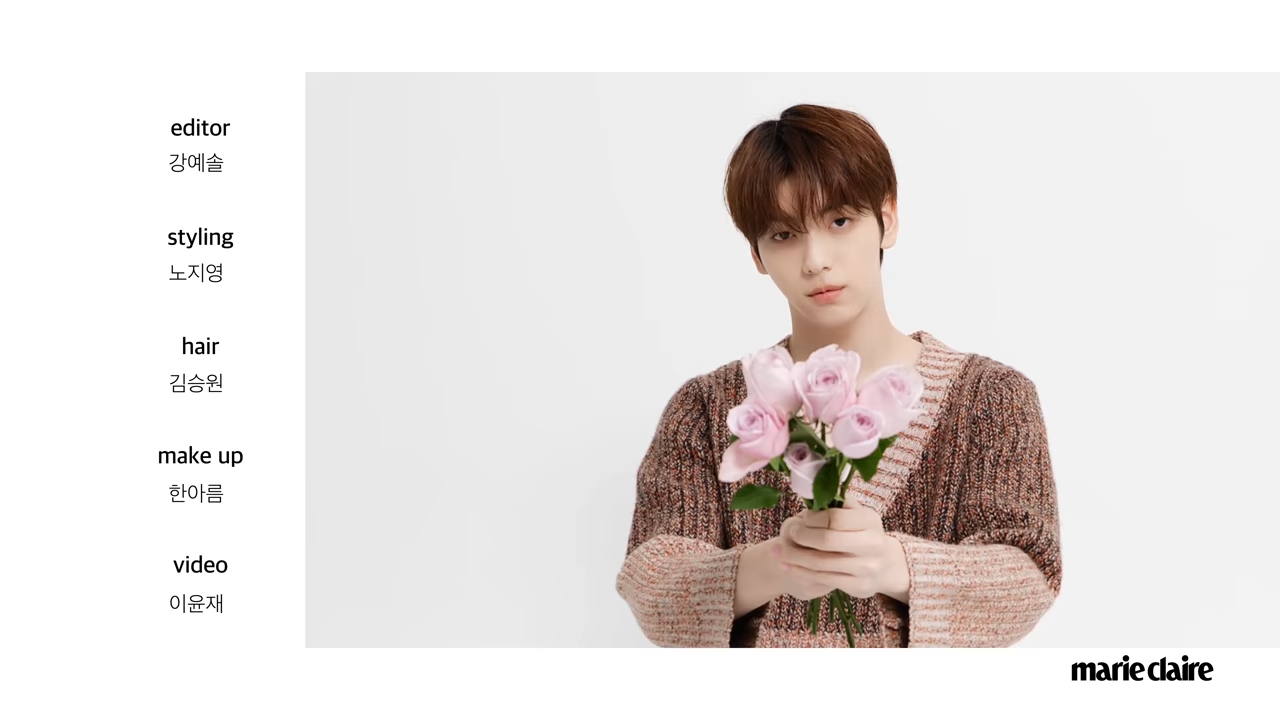 editor
강예솔
styling
노지영
hair
김승원
make up
한아름
video
이윤재
marie claire